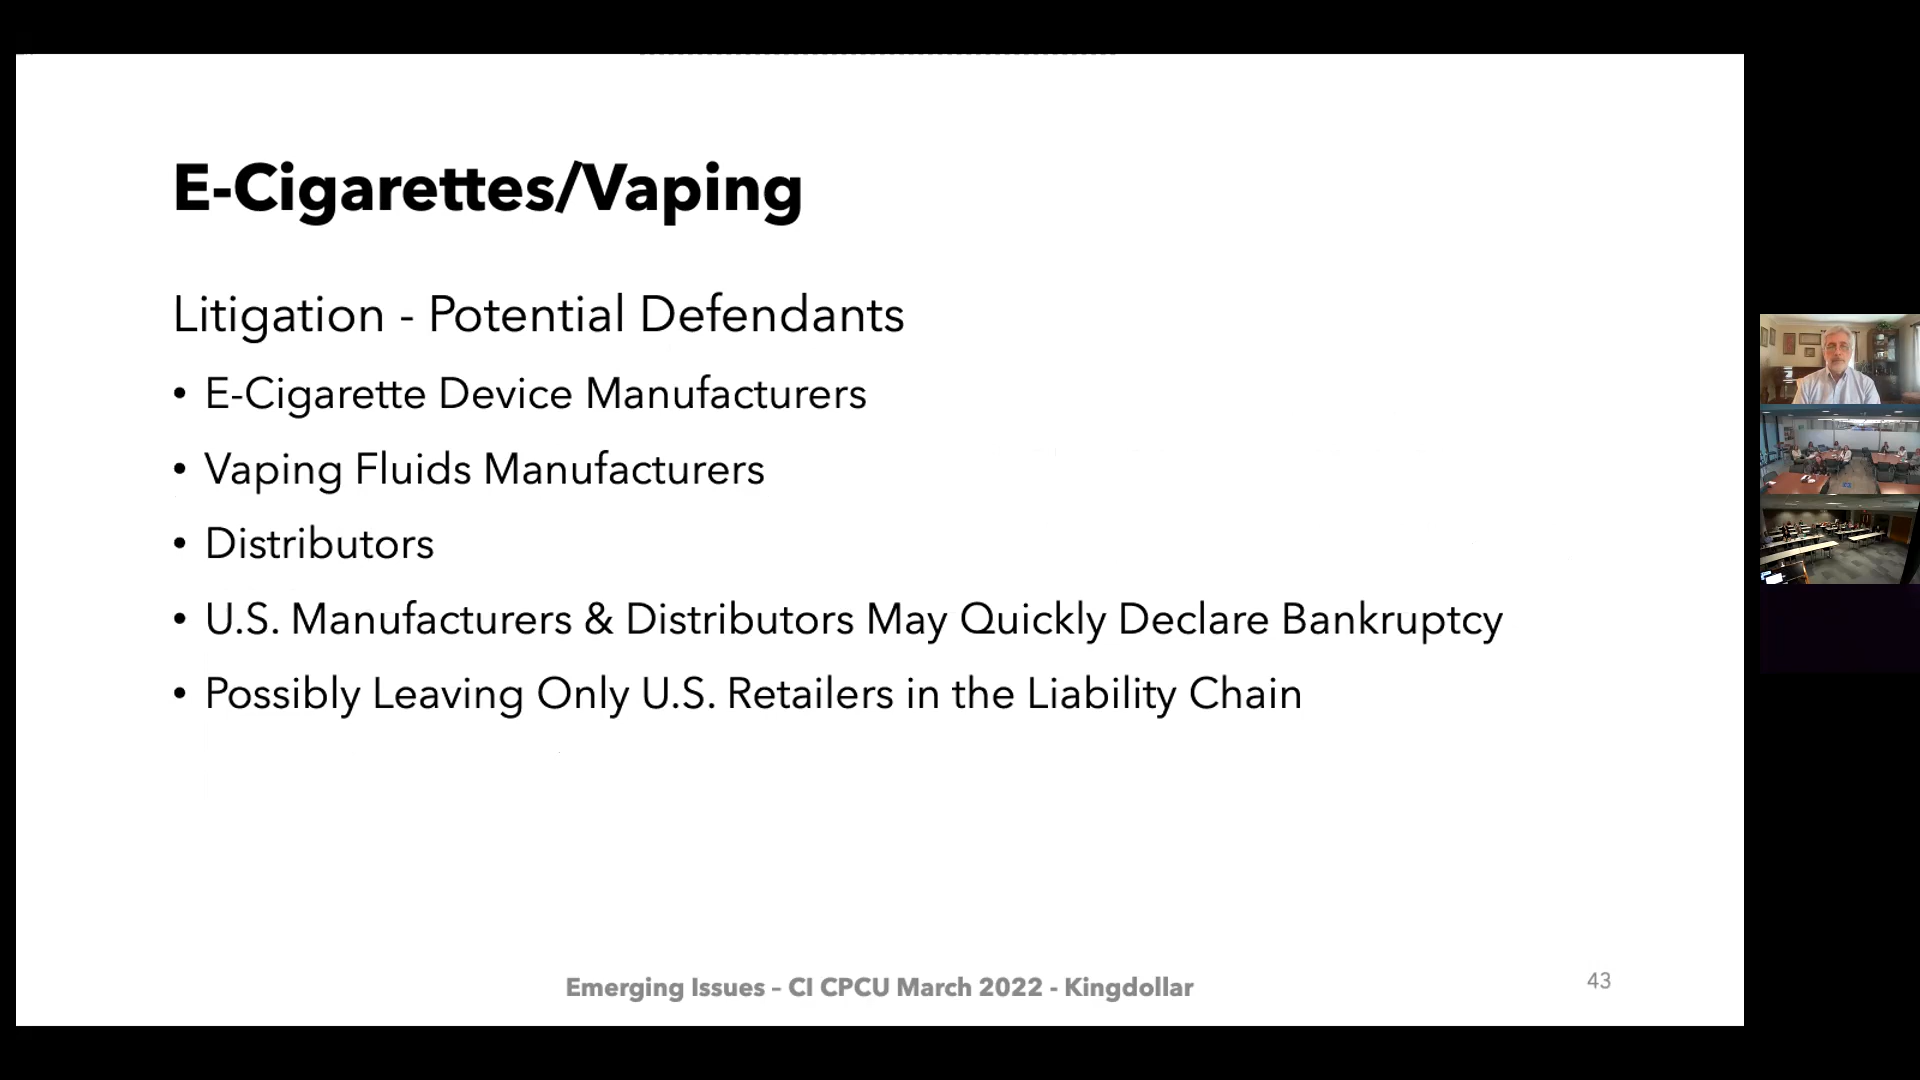 E-Cigarettes/Vaping
Litigation - Potential Defendants
• E-Cigarette Device Manufacturers
• Vaping Fluids Manufacturers
• Distributors
• U.S. Manufacturers & Distributors May Quickly Declare Bankruptcy
• Possibly Leaving Only U.S. Retailers in the Liability Chain
Emerging Issues – CI CPCU March 2022 - Kingdollar
43